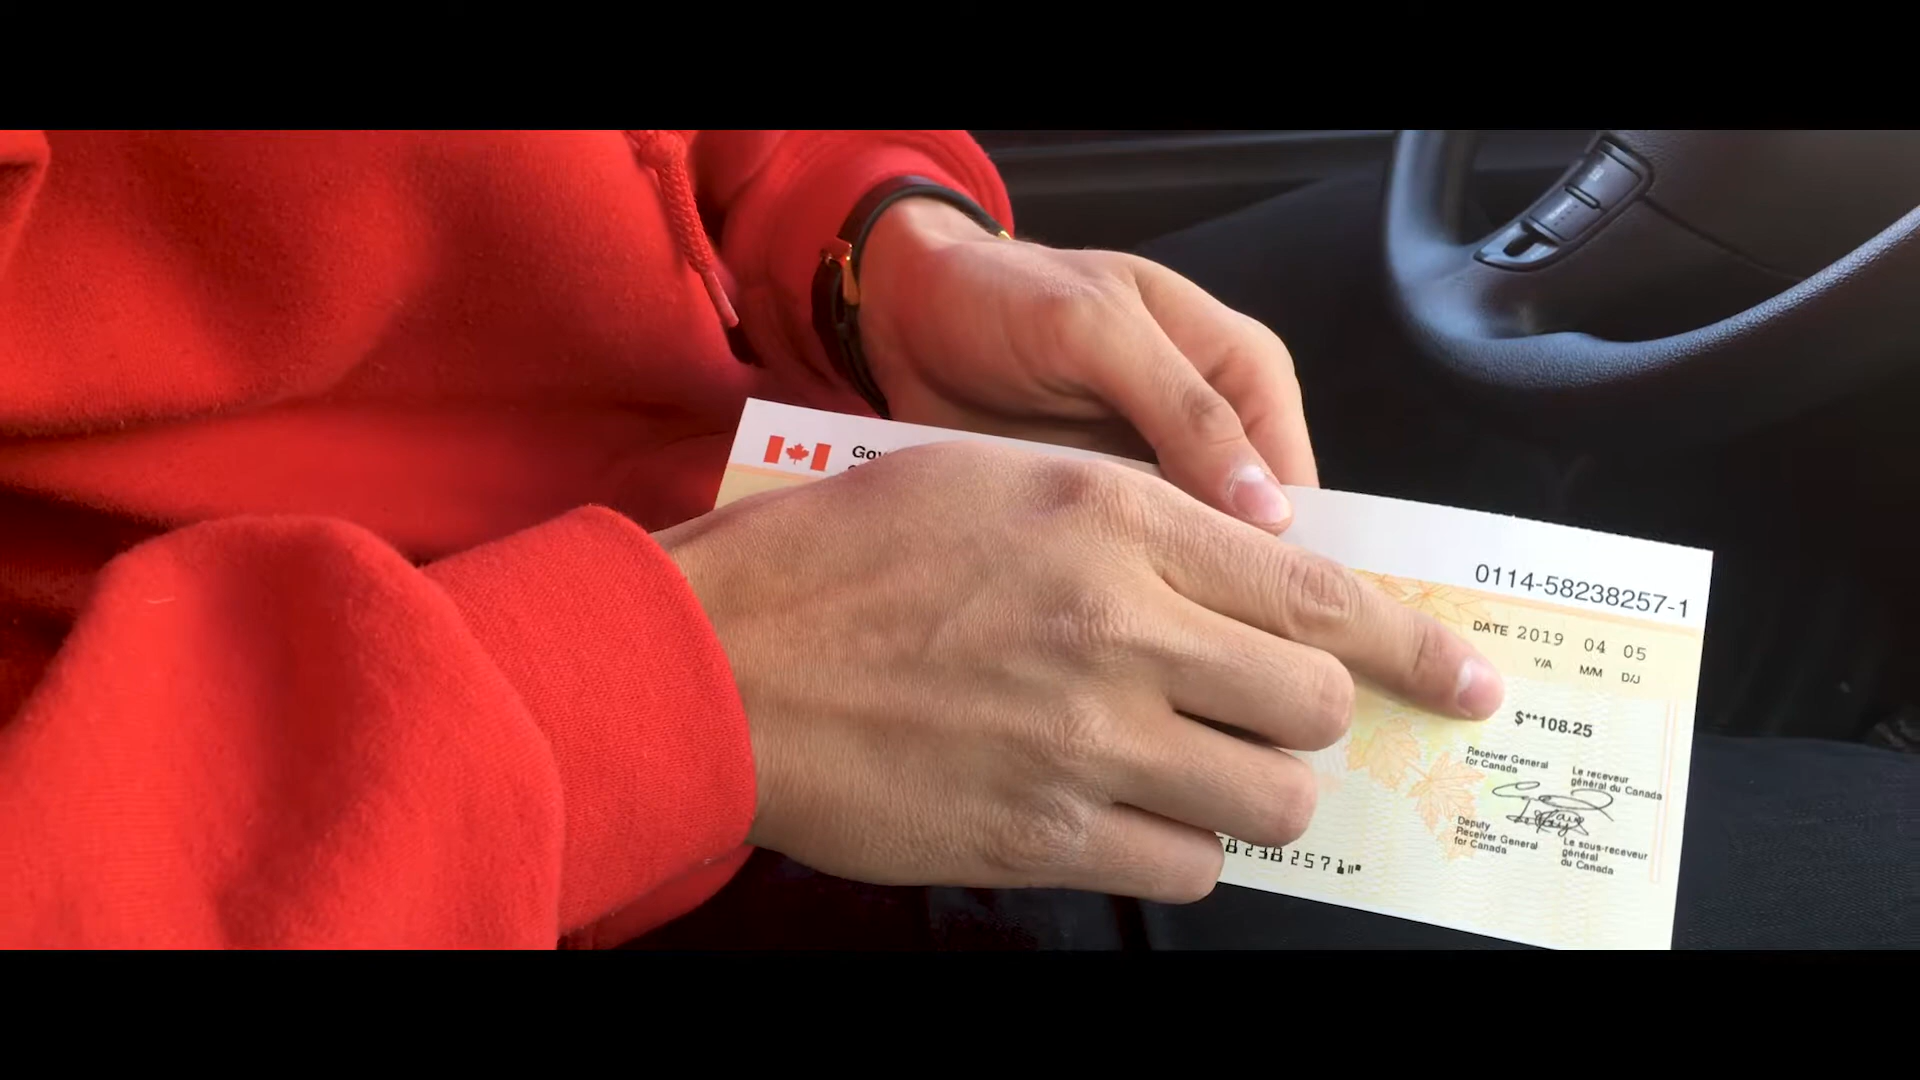 0114-58238257-1
DATE 2019 04 05
Y/A M/M D/J
$**108.25
Receiver General
for Canada
Le receveur
général du Canada
Deputy
Receiver General
for Canada
Le sous-receveur
général
du Canada